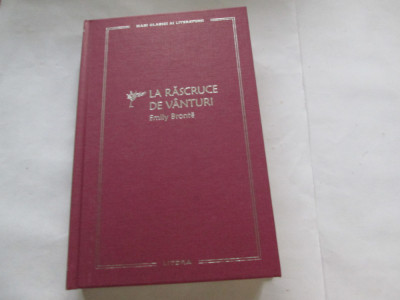 MARI CLASICI AI LITERATURII
LA RĂSCRUCE
DE VÂNTURI
Emily Brontë
LITERA